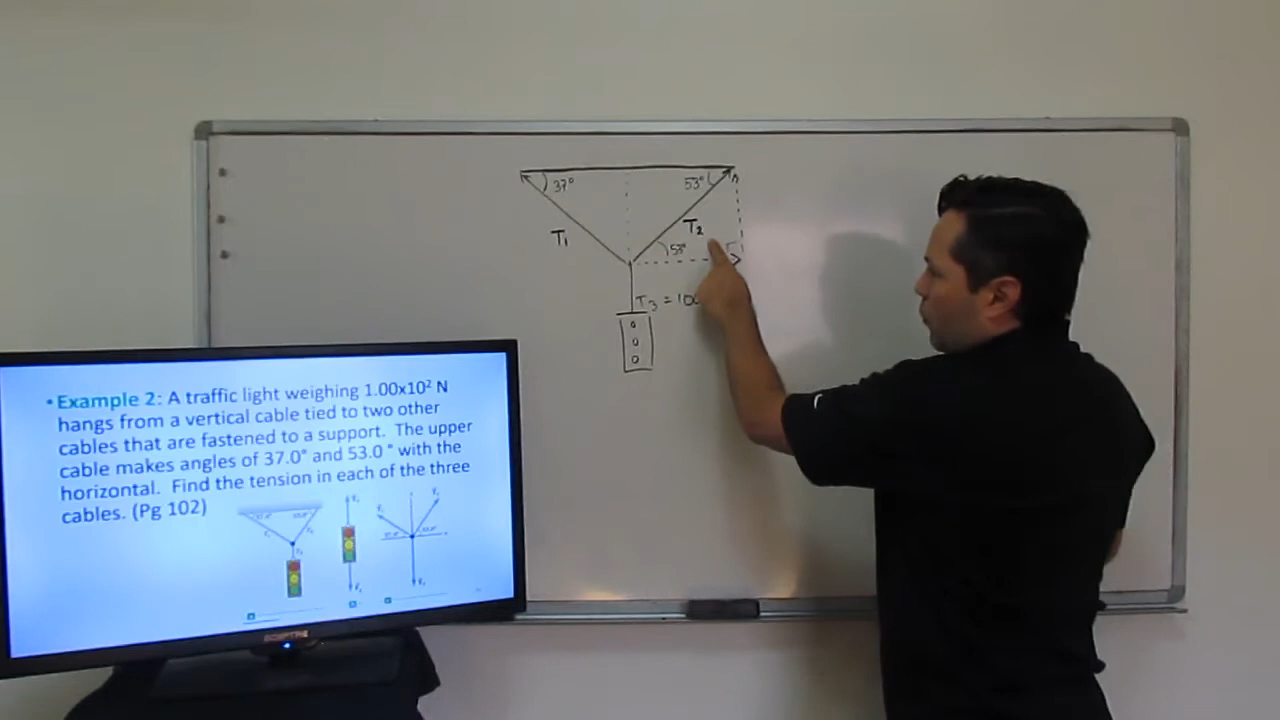 37°
53°
T₁
T₂
53°
T₃ = 10
• Example 2: A traffic light weighing 1.00x10² N
hangs from a vertical cable tied to two other
cables that are fastened to a support. The upper
cable makes angles of 37.0° and 53.0 ° with the
horizontal. Find the tension in each of the three
cables. (Pg 102)
SCEPTRE